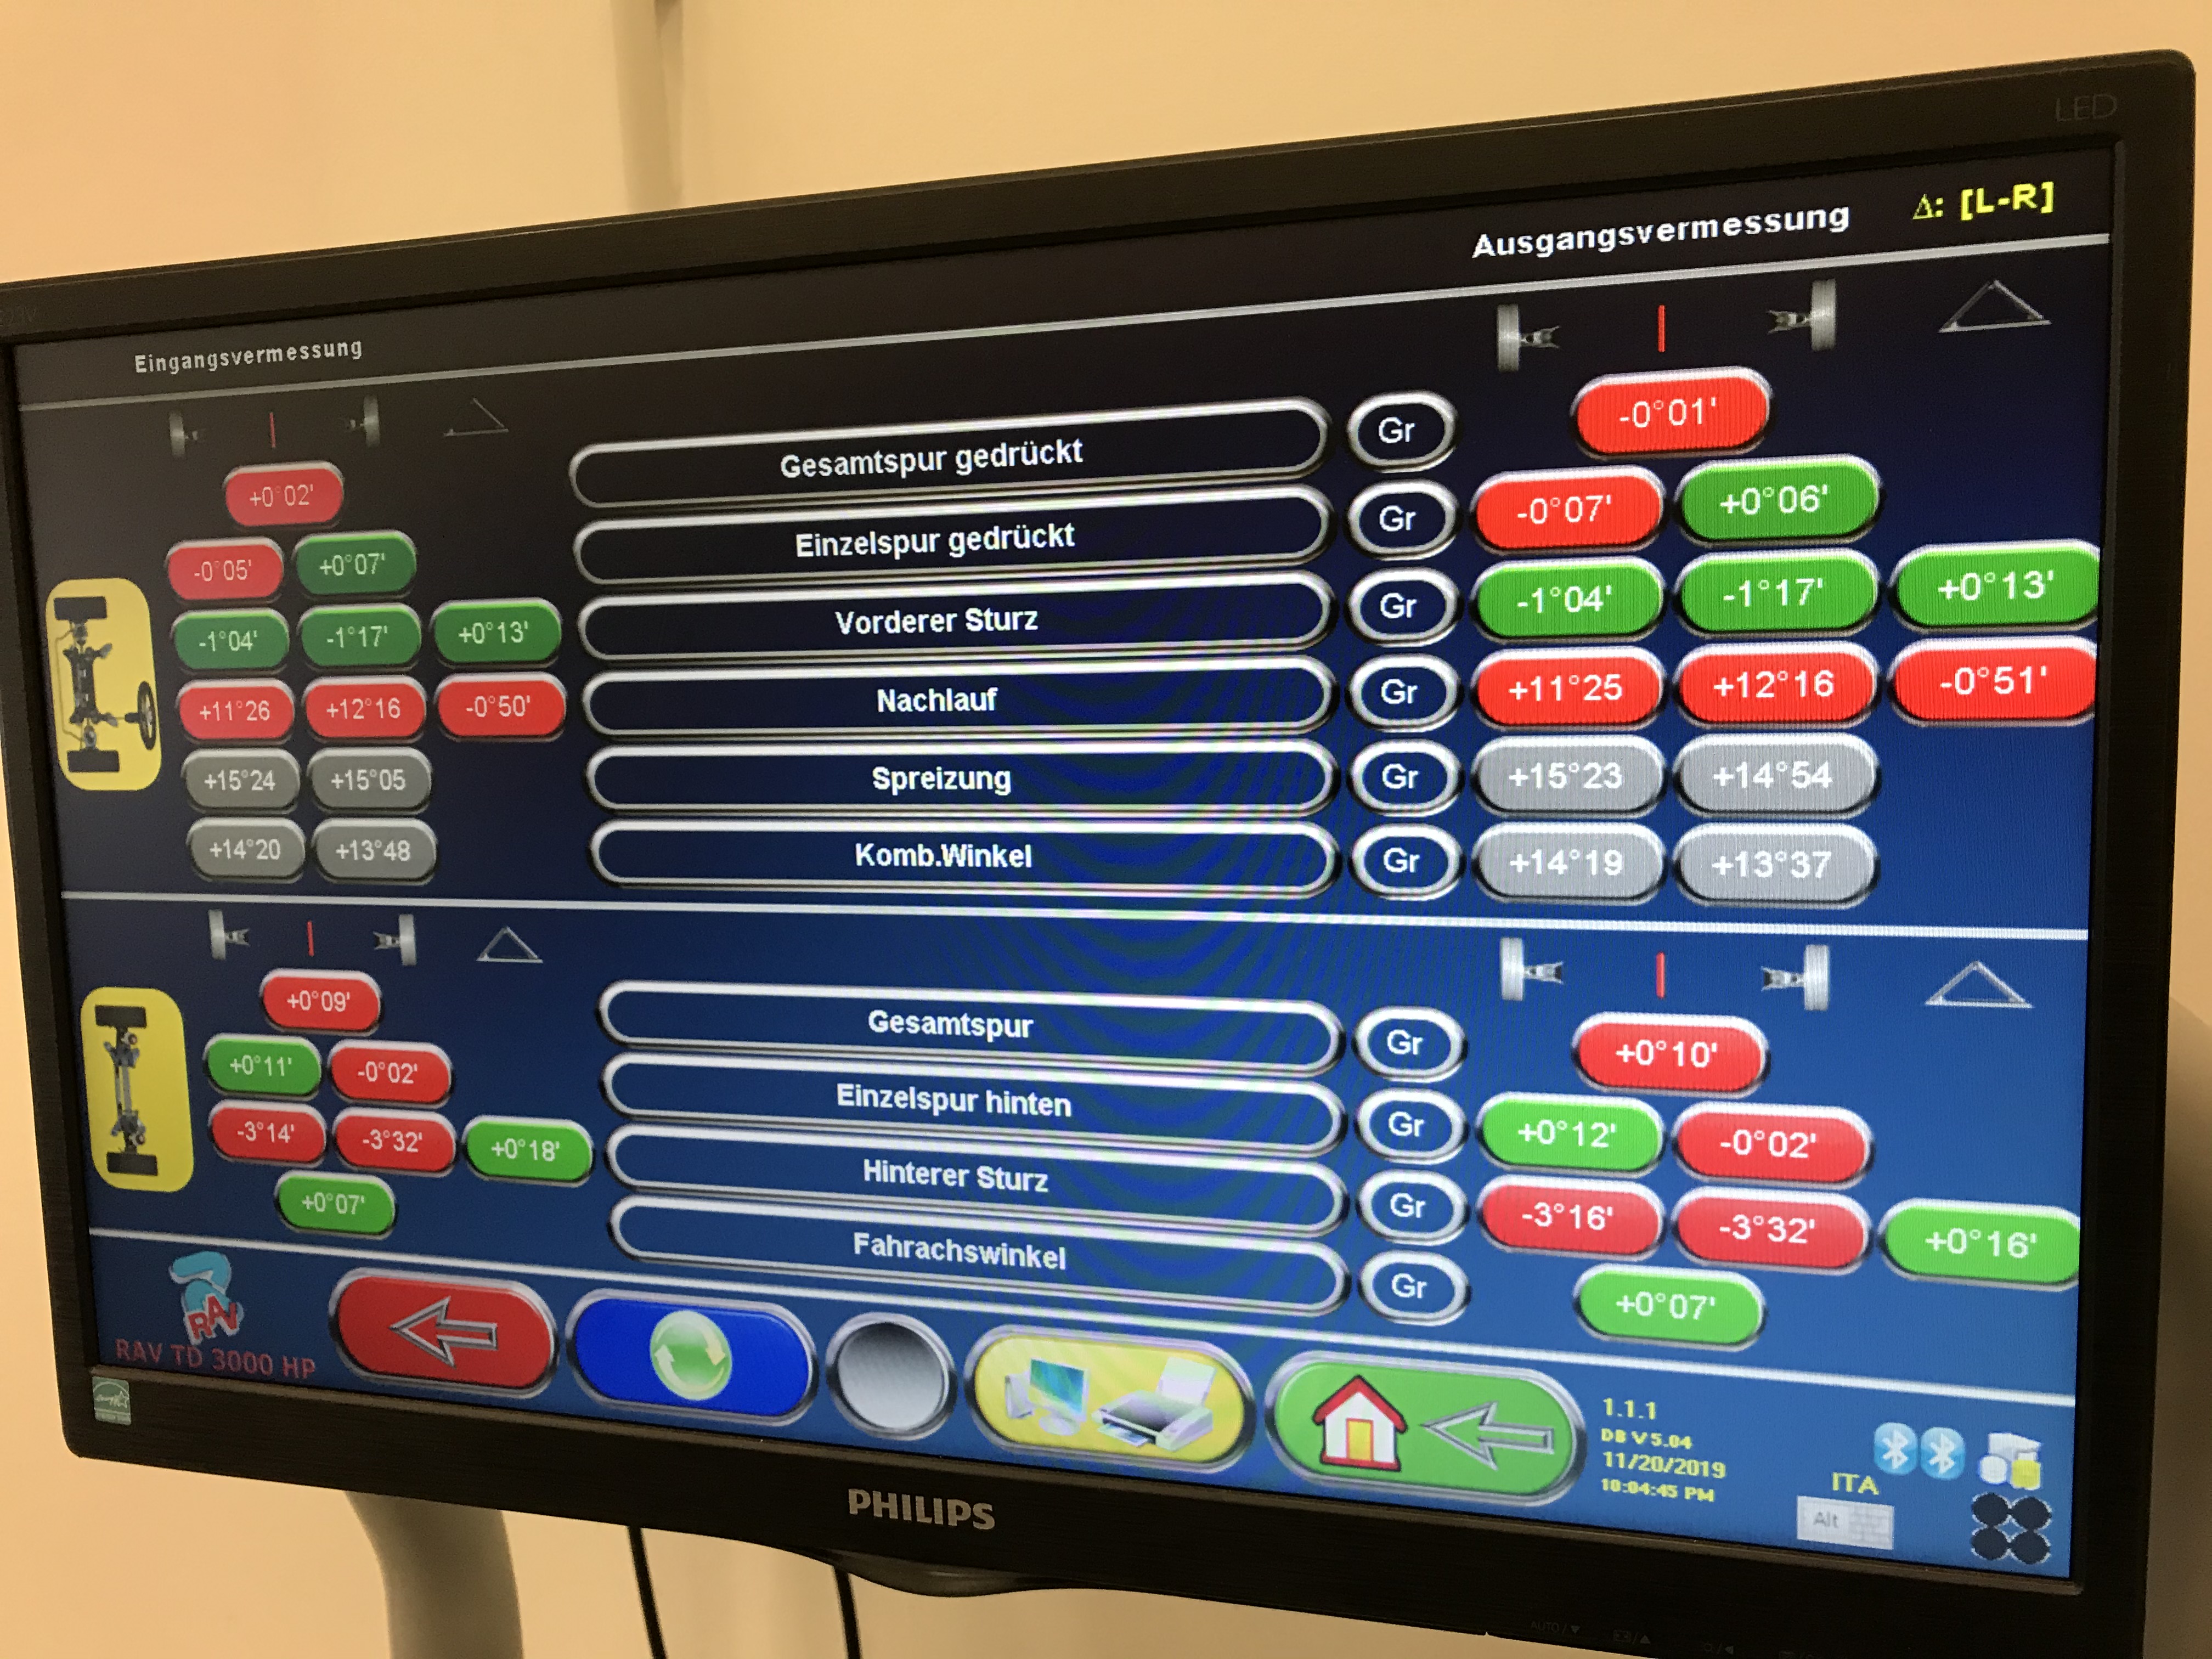 LED
Eingangsvermessung
Ausgangsvermessung Δ: [L-R]
+0°02' Gesamtspur gedrückt Gr -0°01'
-0°05' +0°07' Einzelspur gedrückt Gr -0°07' +0°06'
-1°04' -1°17' +0°13' Vorderer Sturz Gr -1°04' -1°17' +0°13'
+11°26 +12°16 -0°50' Nachlauf Gr +11°25 +12°16 -0°51'
+15°24 +15°05 Spreizung Gr +15°23 +14°54
+14°20 +13°48 Komb.Winkel Gr +14°19 +13°37
+0°09' Gesamtspur Gr +0°10'
+0°11' -0°02' Einzelspur hinten Gr +0°12' -0°02'
-3°14' -3°32' +0°18' Hinterer Sturz Gr -3°16' -3°32' +0°16'
+0°07' Fahrachswinkel Gr +0°07'
RAV
RAV TD 3000 HP
1.1.1
DB V 5.04
11/20/2019
10:04:45 PM
ITA
Alt
PHILIPS